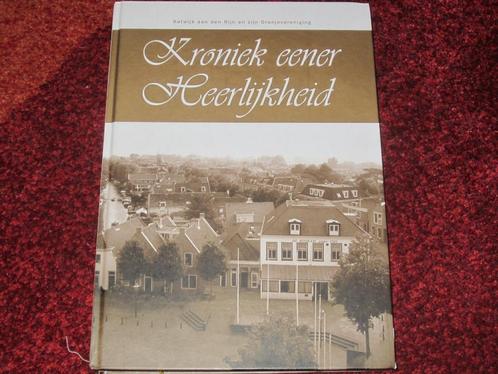 Katwijk aan den Rijn en zijn Oranjevereniging
Kroniek eener
Heerlijkheid